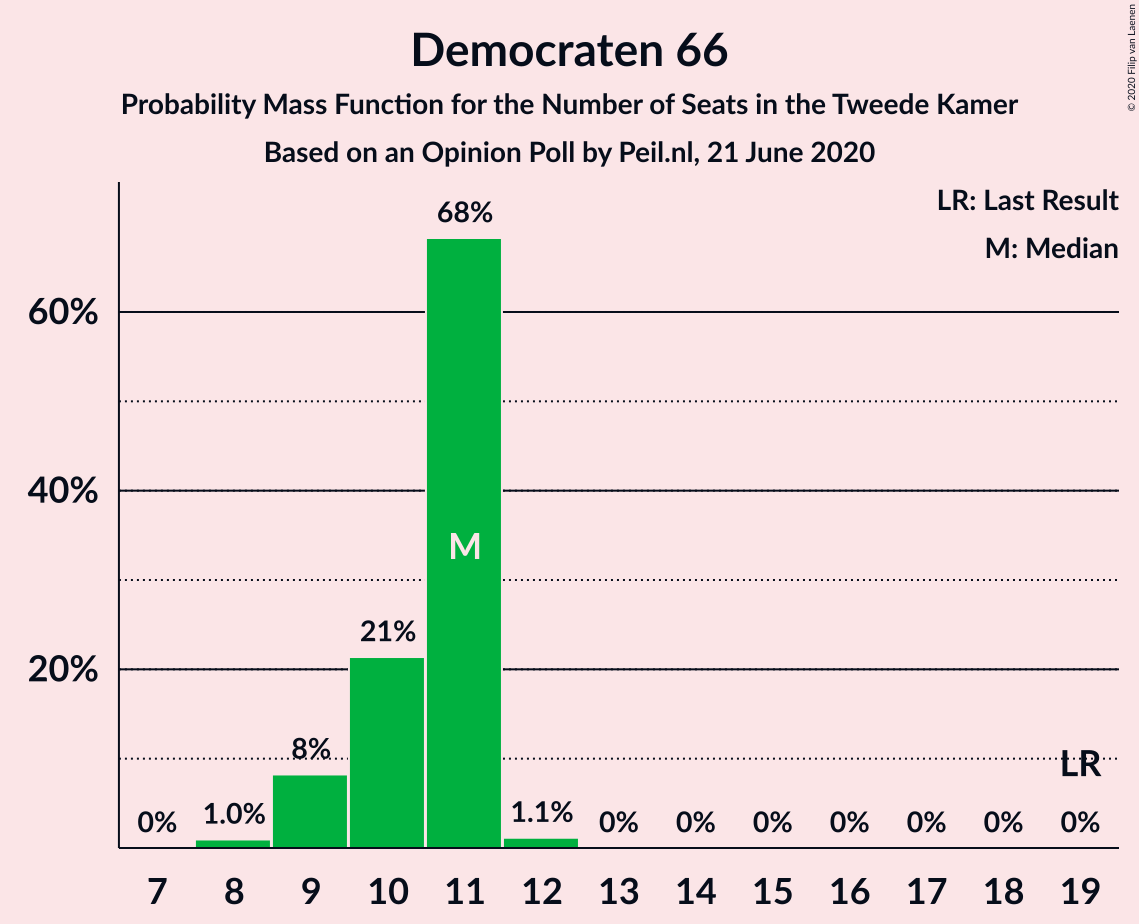 © 2020 Filip van Laenen
Democraten 66
Probability Mass Function for the Number of Seats in the Tweede Kamer
Based on an Opinion Poll by Peil.nl, 21 June 2020
LR: Last Result
M: Median
60%
40%
20%
0%
1.0%
8%
21%
68%
M
1.1%
0%
0%
0%
0%
0%
0%
LR
0%
7 8 9 10 11 12 13 14 15 16 17 18 19